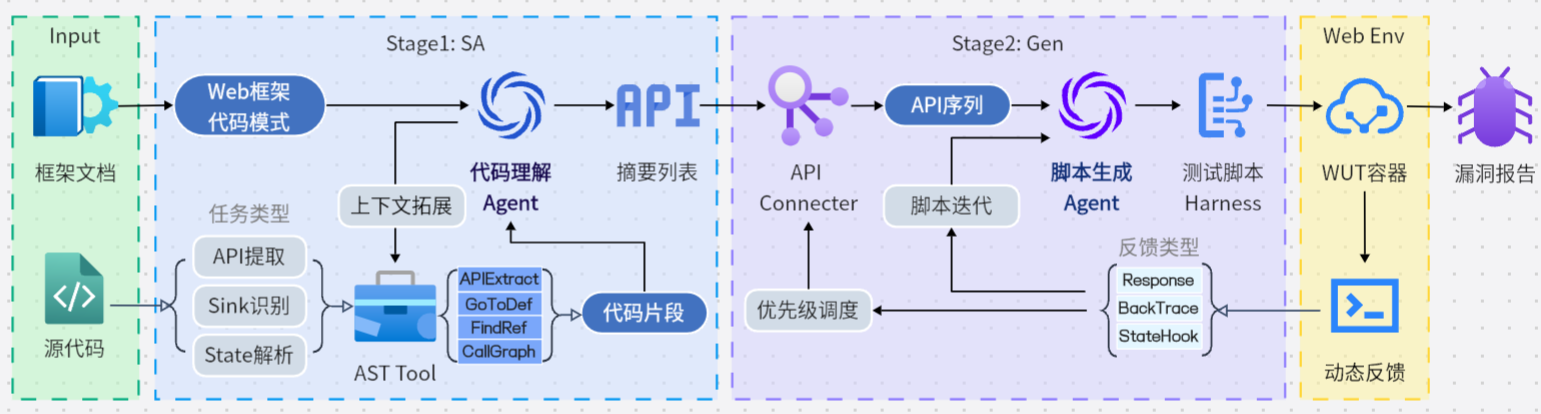 Input
框架文档
源代码
Stage1: SA
Web框架
代码模式
代码理解
Agent
API
摘要列表
任务类型
API提取
Sink识别
State解析
上下文拓展
AST Tool
APIExtract
GoToDef
FindRef
CallGraph
代码片段
Stage2: Gen
API
Connecter
API序列
脚本生成
Agent
测试脚本
Harness
脚本迭代
优先级调度
反馈类型
Response
BackTrace
StateHook
Web Env
WUT容器
动态反馈
漏洞报告